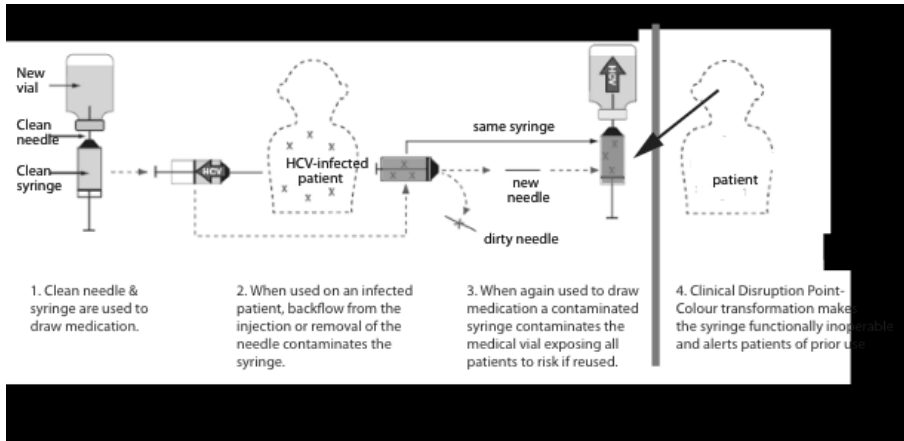 New
vial
Clean
needle
Clean
syringe
HCV
HCV-infected
patient
same syringe
new
needle
dirty needle
HCV
patient
1. Clean needle &
syringe are used to
draw medication.
2. When used on an infected
patient, backflow from the
injection or removal of the
needle contaminates the
syringe.
3. When again used to draw
medication a contaminated
syringe contaminates the
medical vial exposing all
patients to risk if reused.
4. Clinical Disruption Point-
Colour transformation makes
the syringe functionally inoperable
and alerts patients of prior use